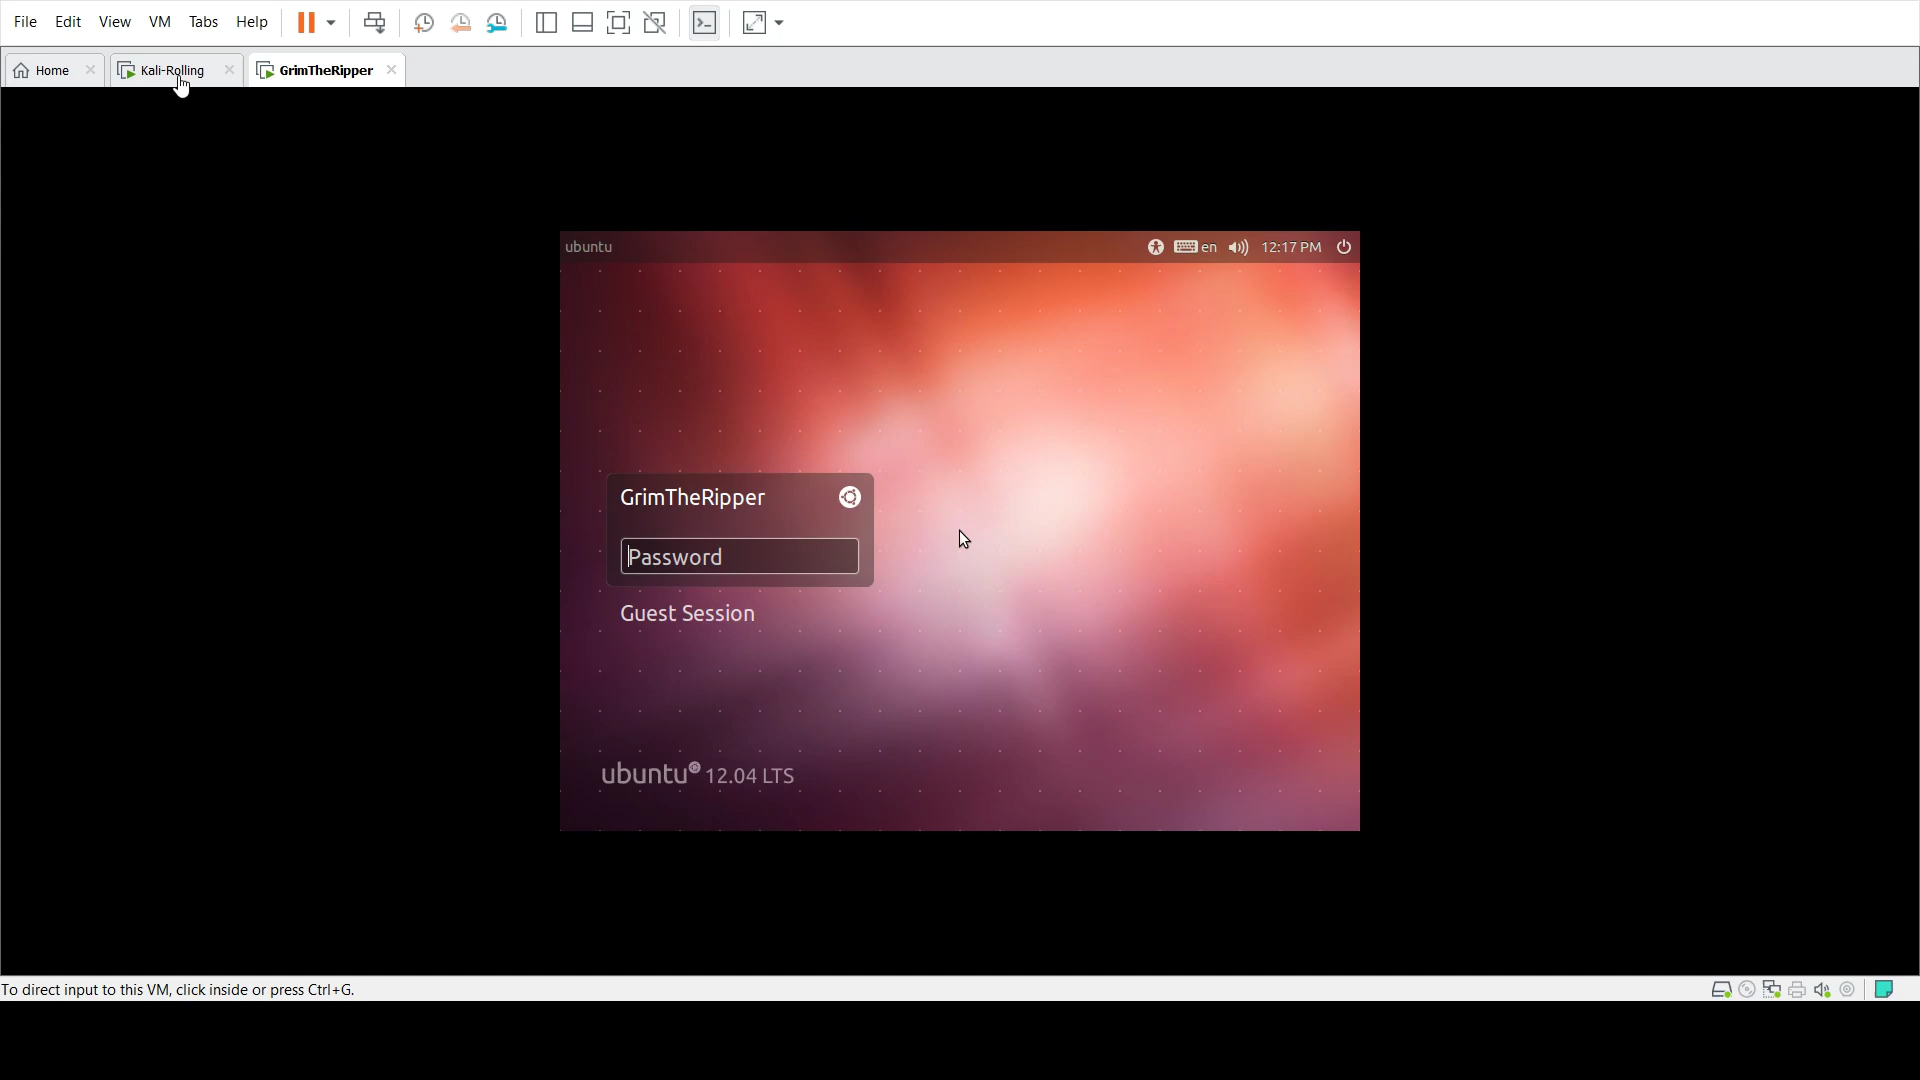 File Edit View VM Tabs Help
Home Kali-Rolling GrimTheRipper
ubuntu en 12:17 PM
GrimTheRipper
Password
Guest Session
ubuntu 12.04 LTS
To direct input to this VM, click inside or press Ctrl+G.